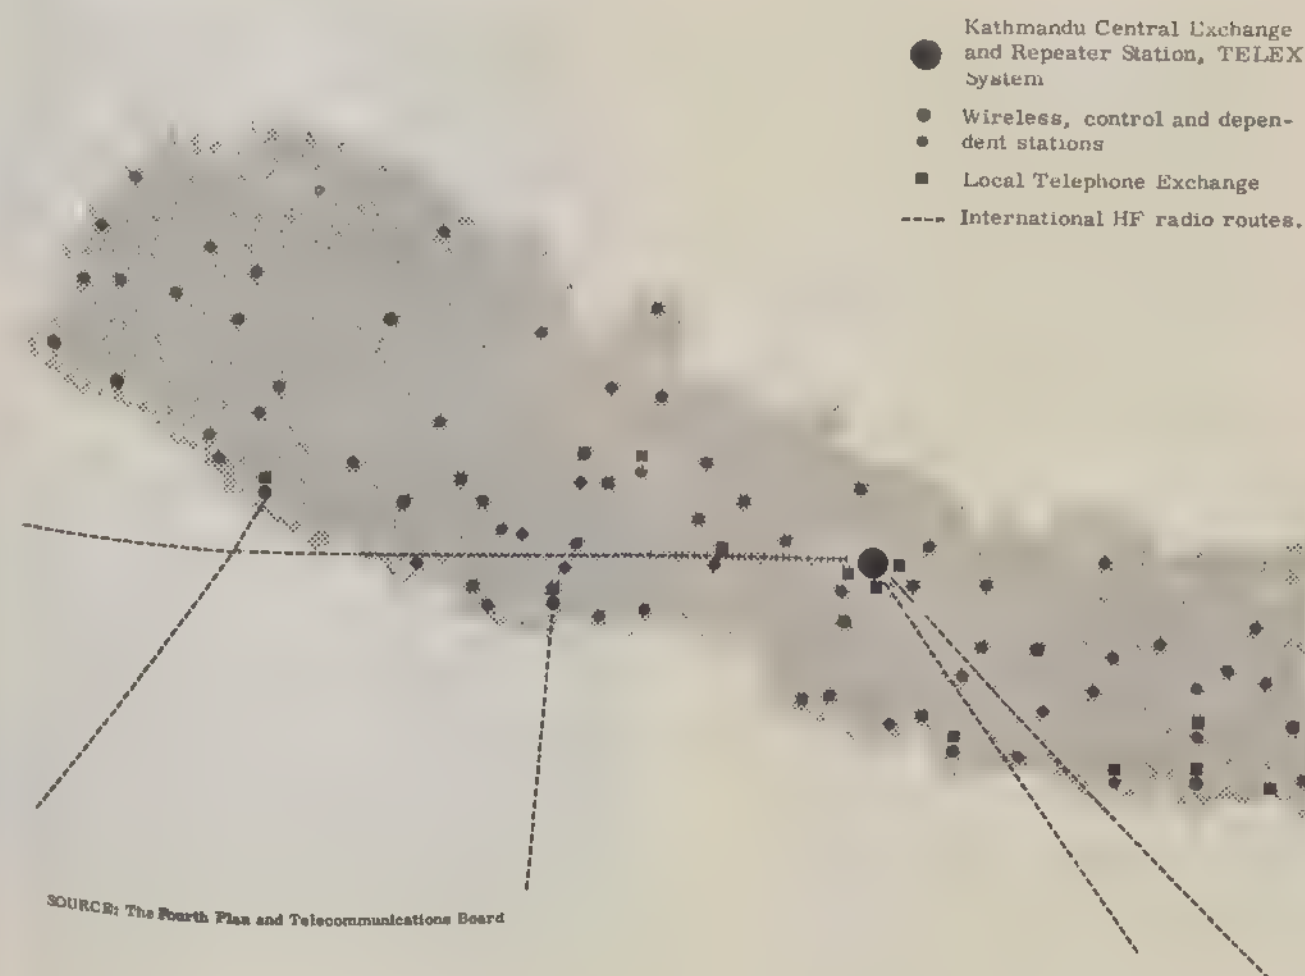 Kathmandu Central Exchange
and Repeater Station, TELEX
System
Wireless, control and depen-
dent stations
Local Telephone Exchange
International HF radio routes.
SOURCE: The Fourth Plan and Telecommunications Board